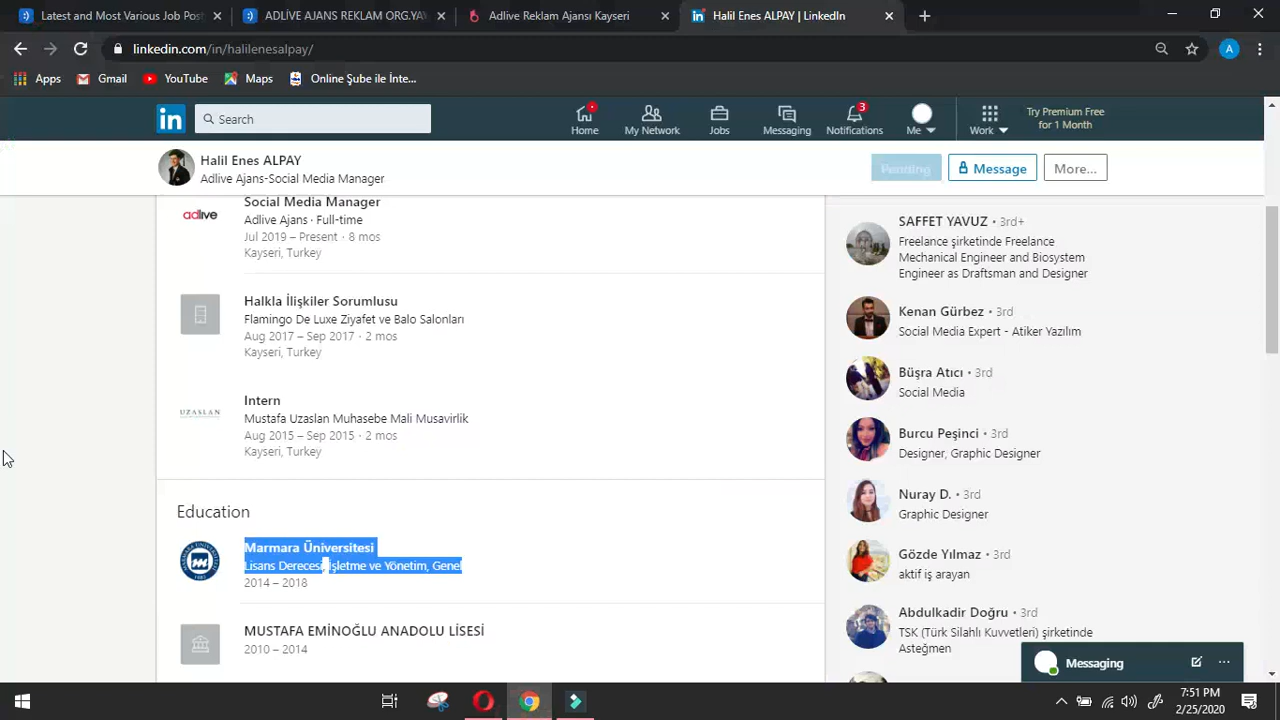 Latest and Most Various Job Post
ADLİVE AJANS REKLAM ORG.YA
Adlive Reklam Ajansı Kayseri
Halil Enes ALPAY | LinkedIn
linkedin.com/in/halilenesalpay/
A
Apps
Gmail
YouTube
Maps
Online Şube ile İnte...
in
Search
Home
My Network
Jobs
Messaging
3
Notifications
Me
Work
Try Premium Free
for 1 Month
Halil Enes ALPAY
Adlive Ajans-Social Media Manager
Pending
Message
More...
adlive
Social Media Manager
Adlive Ajans · Full-time
Jul 2019 – Present · 8 mos
Kayseri, Turkey
Halkla İlişkiler Sorumlusu
Flamingo De Luxe Ziyafet ve Balo Salonları
Aug 2017 – Sep 2017 · 2 mos
Kayseri, Turkey
UZASLAN
Intern
Mustafa Uzaslan Muhasebe Mali Musavirlik
Aug 2015 – Sep 2015 · 2 mos
Kayseri, Turkey
Education
Marmara Üniversitesi
Lisans Derecesi, İşletme ve Yönetim, Genel
2014 – 2018
MUSTAFA EMİNOĞLU ANADOLU LİSESİ
2010 – 2014
SAFFET YAVUZ • 3rd+
Freelance şirketinde Freelance
Mechanical Engineer and Biosystem
Engineer as Draftsman and Designer
Kenan Gürbez • 3rd
Social Media Expert - Atiker Yazılım
Büşra Atıcı • 3rd
Social Media
Burcu Peşinci • 3rd
Designer, Graphic Designer
Nuray D. • 3rd
Graphic Designer
Gözde Yılmaz • 3rd
aktif iş arayan
Abdulkadir Doğru • 3rd
TSK (Türk Silahlı Kuvvetleri) şirketinde
Asteğmen
Messaging
7:51 PM
2/25/2020